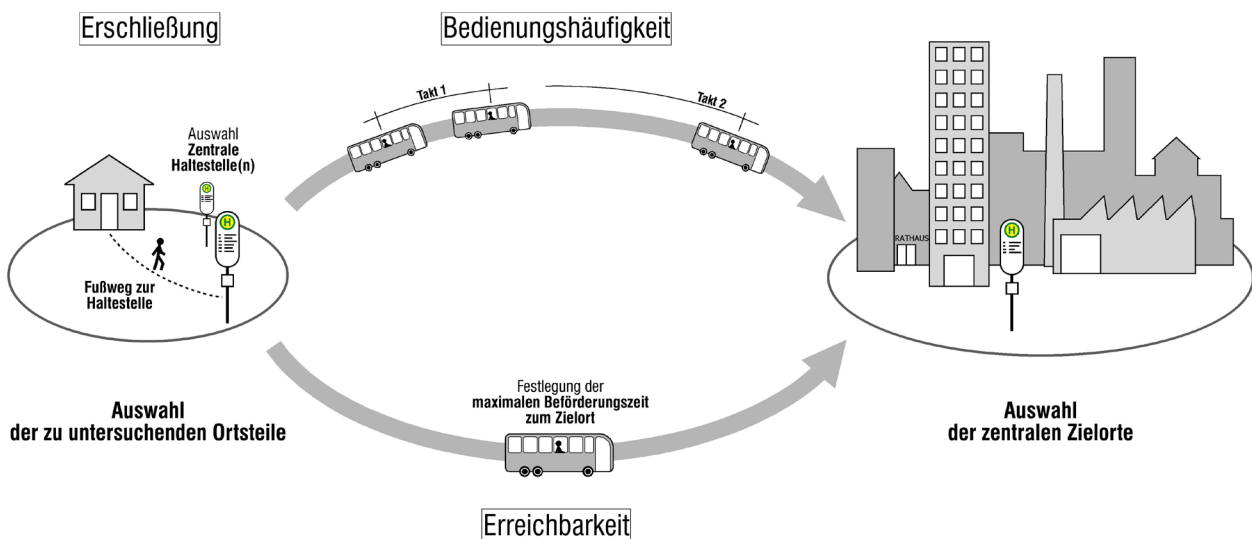 Erschließung
Bedienungshäufigkeit
Takt 1
Takt 2
Auswahl
Zentrale
Haltestelle(n)
H
H
Fußweg zur
Haltestelle
RATHAUS
H
Festlegung der
maximalen Beförderungszeit
zum Zielort
Auswahl
der zu untersuchenden Ortsteile
Auswahl
der zentralen Zielorte
Erreichbarkeit